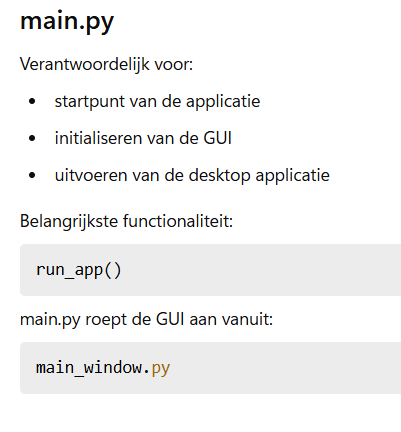 main.py
Verantwoordelijk voor:
• startpunt van de applicatie
• initialiseren van de GUI
• uitvoeren van de desktop applicatie
Belangrijkste functionaliteit:
run_app()
main.py roept de GUI aan vanuit:
main_window.py